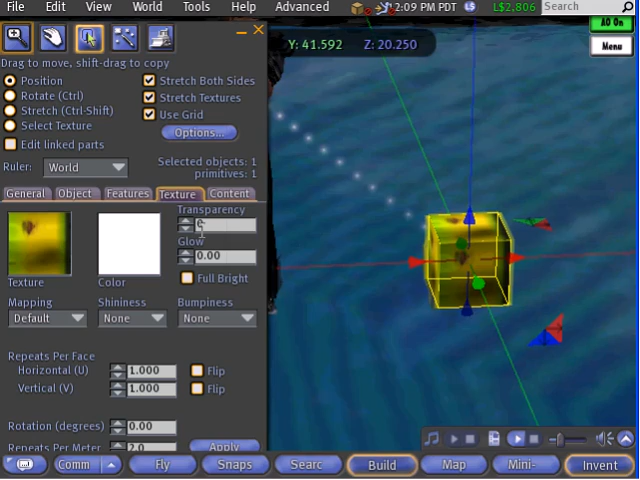 File Edit View World Tools Help Advanced 2:09 PM PDT L$2,806 Search
AO On
Menu
Y: 41.592 Z: 20.250
Drag to move, shift-drag to copy
Position
Rotate (Ctrl)
Stretch (Ctrl-Shift)
Select Texture
Edit linked parts
Stretch Both Sides
Stretch Textures
Use Grid
Options...
Ruler: World
Selected objects: 1
primitives: 1
General Object Features Texture Content
Transparency
Glow
0.00
Full Bright
Texture
Color
Mapping Shininess Bumpiness
Default None None
Repeats Per Face
Horizontal (U) 1.000 Flip
Vertical (V) 1.000 Flip
Rotation (degrees) 0.00
Repeats Per Meter 2.0 Apply
Comm Fly Snaps Searc Build Map Mini- Invent